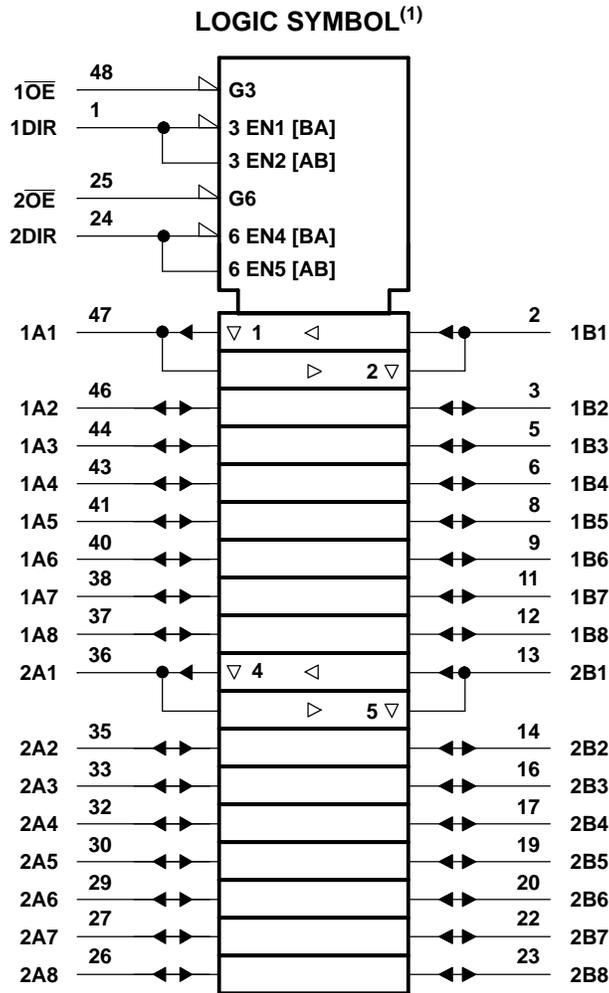 LOGIC SYMBOL(1)
1OE 48 G3
1DIR 1 3 EN1 [BA]
3 EN2 [AB]
2OE 25 G6
2DIR 24 6 EN4 [BA]
6 EN5 [AB]
1A1 47 1 2 1B1
2
1A2 46 3 1B2
1A3 44 5 1B3
1A4 43 6 1B4
1A5 41 8 1B5
1A6 40 9 1B6
1A7 38 11 1B7
1A8 37 12 1B8
2A1 36 4 13 2B1
5
2A2 35 14 2B2
2A3 33 16 2B3
2A4 32 17 2B4
2A5 30 19 2B5
2A6 29 20 2B6
2A7 27 22 2B7
2A8 26 23 2B8